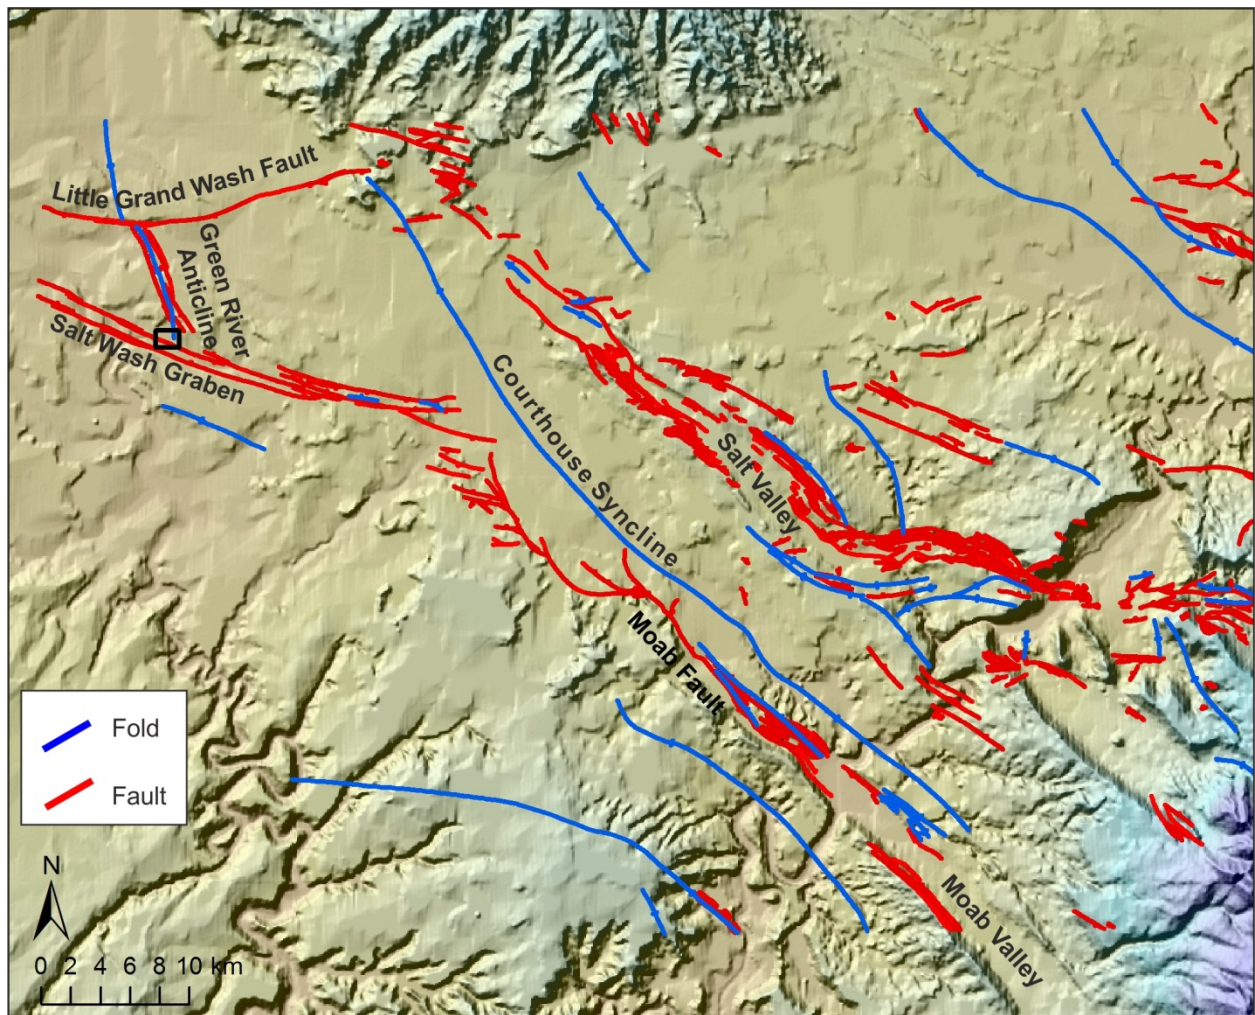 Little Grand Wash Fault
Green River
Anticline
Salt Wash Graben
Courthouse Syncline
Salt Valley
Moab Fault
Moab Valley
Fold
Fault
N
0 2 4 6 8 10 km